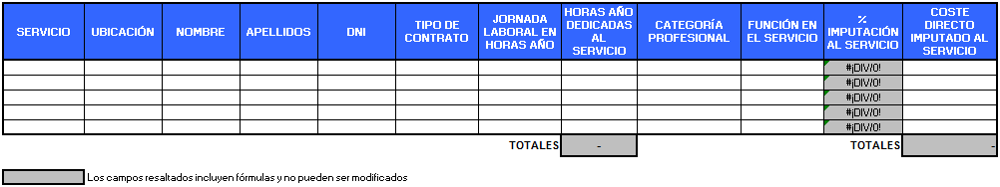 SERVICIO UBICACIÓN NOMBRE APELLIDOS DNI TIPO DE CONTRATO JORNADA LABORAL EN HORAS AÑO HORAS AÑO DEDICADAS AL SERVICIO CATEGORÍA PROFESIONAL FUNCIÓN EN EL SERVICIO % IMPUTACIÓN AL SERVICIO COSTE DIRECTO IMPUTADO AL SERVICIO
#¡DIV/0!
#¡DIV/0!
#¡DIV/0!
#¡DIV/0!
#¡DIV/0!
TOTALES - TOTALES -
Los campos resaltados incluyen fórmulas y no pueden ser modificados